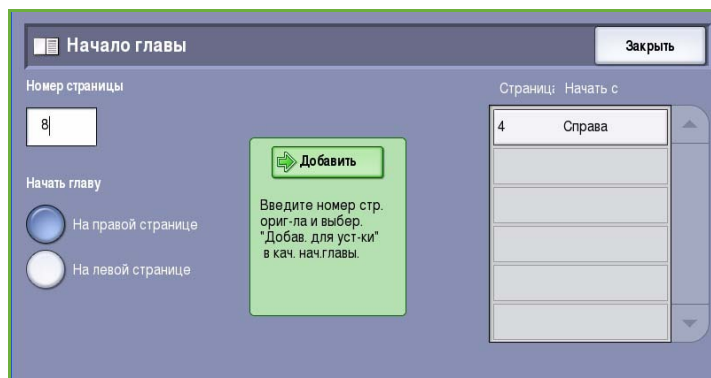 Начало главы
Закрыть
Номер страницы
8
Начать главу
На правой странице
На левой странице
Добавить
Введите номер стр.
ориг-ла и выбер.
"Добав. для уст-ки"
в кач. нач.главы.
Страница Начать с
4 Справа